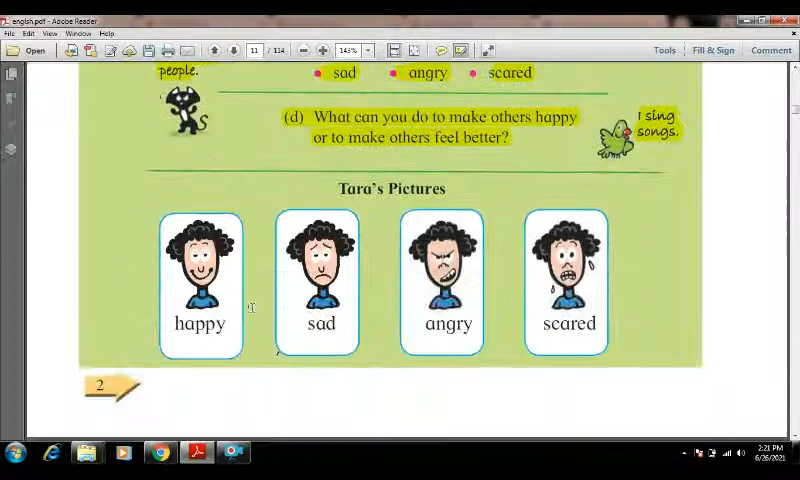 english.pdf - Adobe Reader
File Edit View Window Help
Open 11 / 114 143% Tools Fill & Sign Comment
people.
sad angry scared
(d) What can you do to make others happy
or to make others feel better?
I sing
songs.
Tara's Pictures
happy sad angry scared
2
2:21 PM
6/26/2021